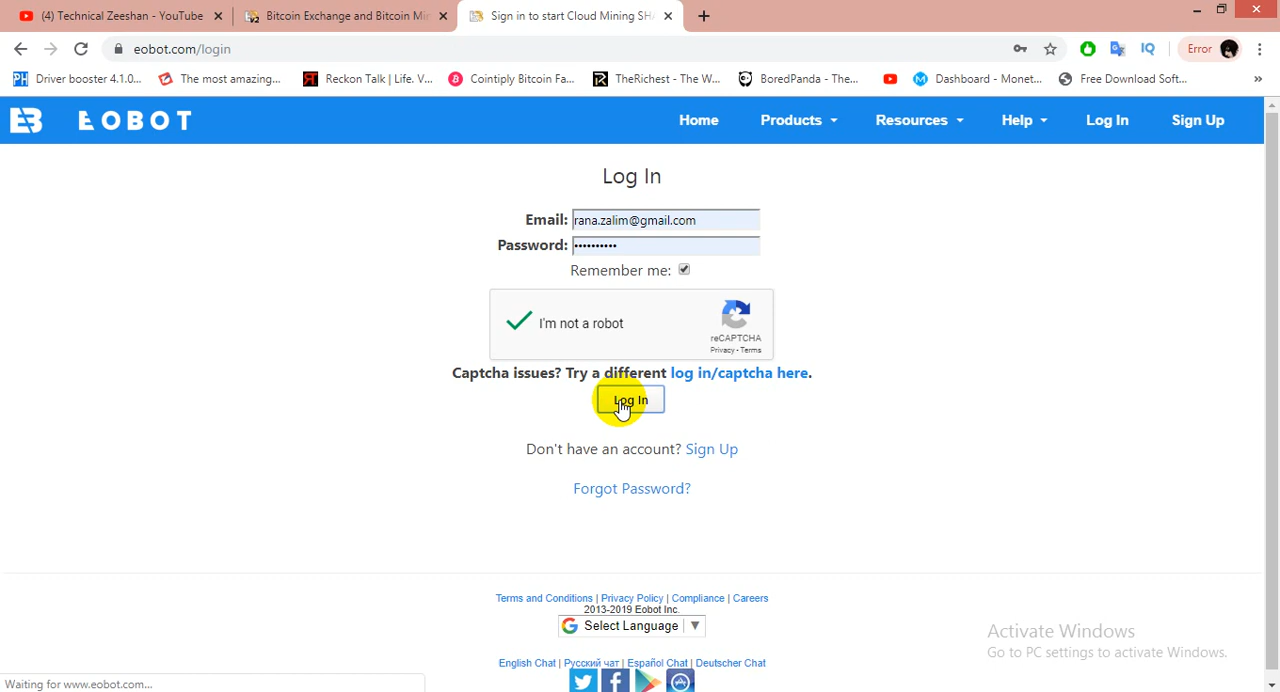 (4) Technical Zeeshan - YouTube
Bitcoin Exchange and Bitcoin Mi
Sign in to start Cloud Mining SH
eobot.com/login
IQ
Error
PH Driver booster 4.1.0...
The most amazing...
RT Reckon Talk | Life. V...
Cointiply Bitcoin Fa...
TheRichest - The W...
BoredPanda - The...
Dashboard - Monet...
Free Download Soft...
»
EB EOBOT
Home
Products
Resources
Help
Log In
Sign Up
Log In
Email: rana.zalim@gmail.com
Password: ••••••••••
Remember me:
I'm not a robot
reCAPTCHA
Privacy - Terms
Captcha issues? Try a different log in/captcha here.
Log In
Don't have an account? Sign Up
Forgot Password?
Terms and Conditions | Privacy Policy | Compliance | Careers
2013-2019 Eobot Inc.
G Select Language ▼
English Chat | Русский чат | Español Chat | Deutscher Chat
Activate Windows
Go to PC settings to activate Windows.
Waiting for www.eobot.com...